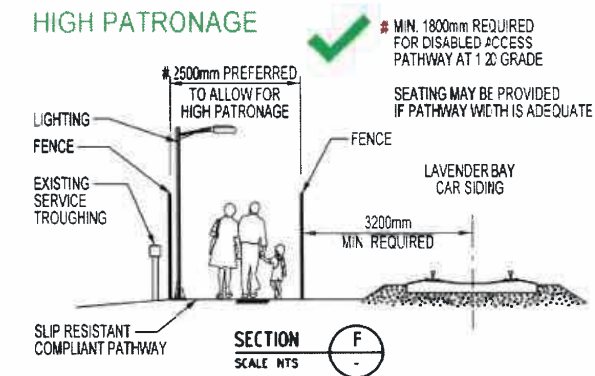 HIGH PATRONAGE
# MIN. 1800mm REQUIRED
FOR DISABLED ACCESS
PATHWAY AT 1:20 GRADE
SEATING MAY BE PROVIDED
IF PATHWAY WIDTH IS ADEQUATE
# 2500mm PREFERRED
TO ALLOW FOR
HIGH PATRONAGE
LIGHTING
FENCE
EXISTING
SERVICE
TROUGHING
FENCE
LAVENDER BAY
CAR SIDING
3200mm
MIN REQUIRED
SLIP RESISTANT
COMPLIANT PATHWAY
SECTION F
SCALE NTS -